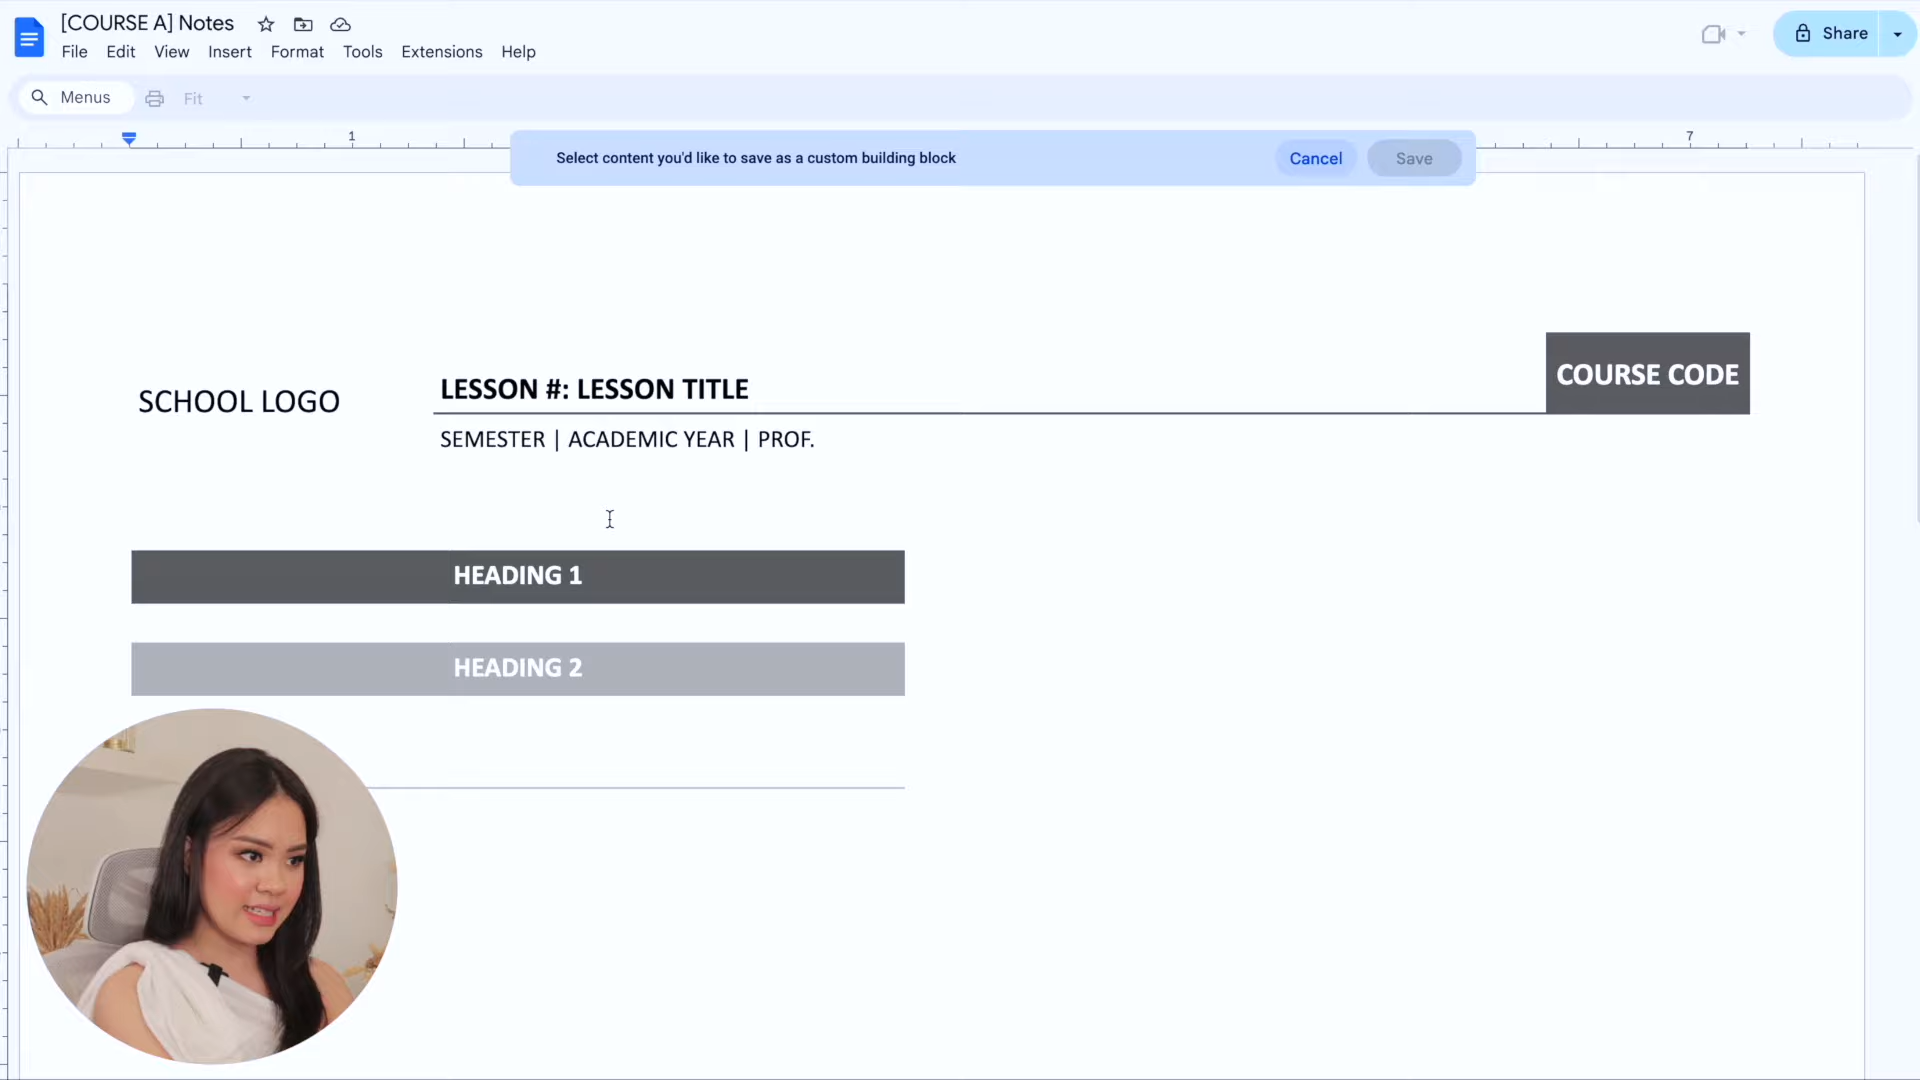 [COURSE A] Notes
File Edit View Insert Format Tools Extensions Help
Share
Menus
Fit
1
7
Select content you'd like to save as a custom building block
Cancel
Save
COURSE CODE
SCHOOL LOGO
LESSON #: LESSON TITLE
SEMESTER | ACADEMIC YEAR | PROF.
HEADING 1
HEADING 2